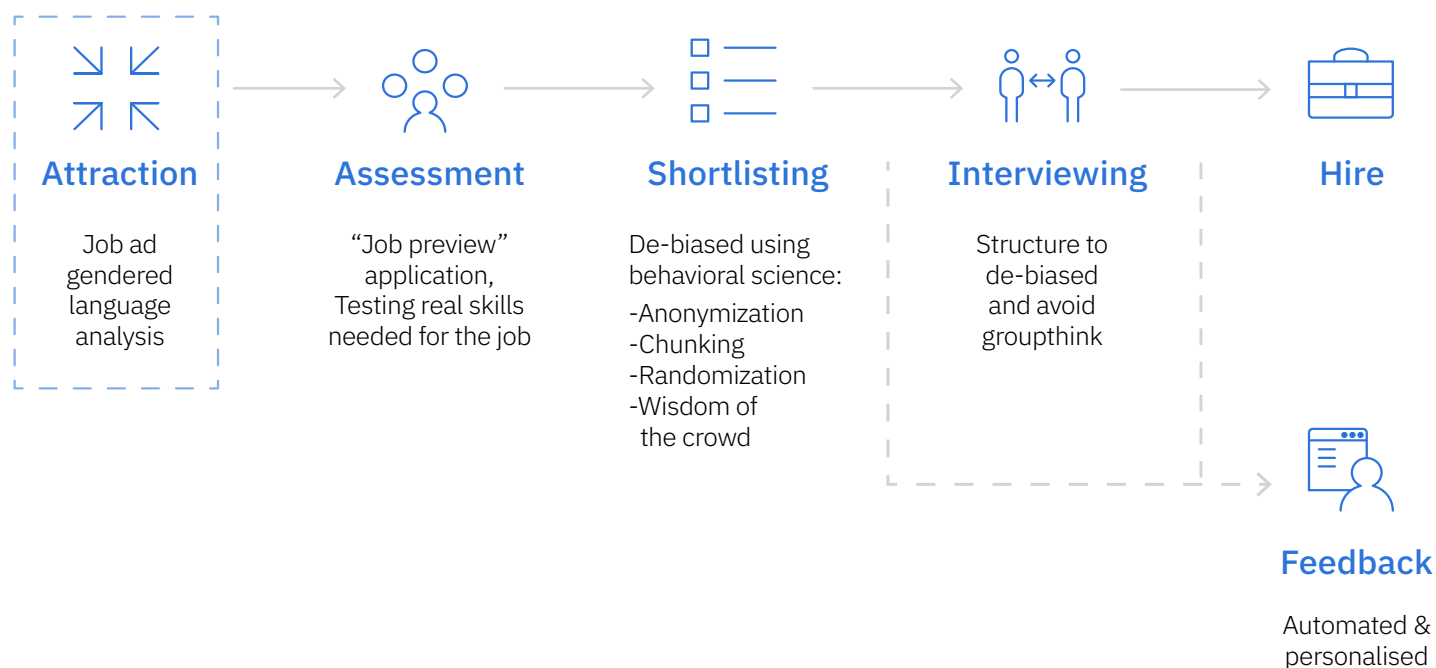 Attraction
Job ad
gendered
language
analysis
Assessment
“Job preview”
application,
Testing real skills
needed for the job
Shortlisting
De-biased using
behavioral science:
-Anonymization
-Chunking
-Randomization
-Wisdom of
the crowd
Interviewing
Structure to
de-biased
and avoid
groupthink
Hire
Feedback
Automated &
personalised